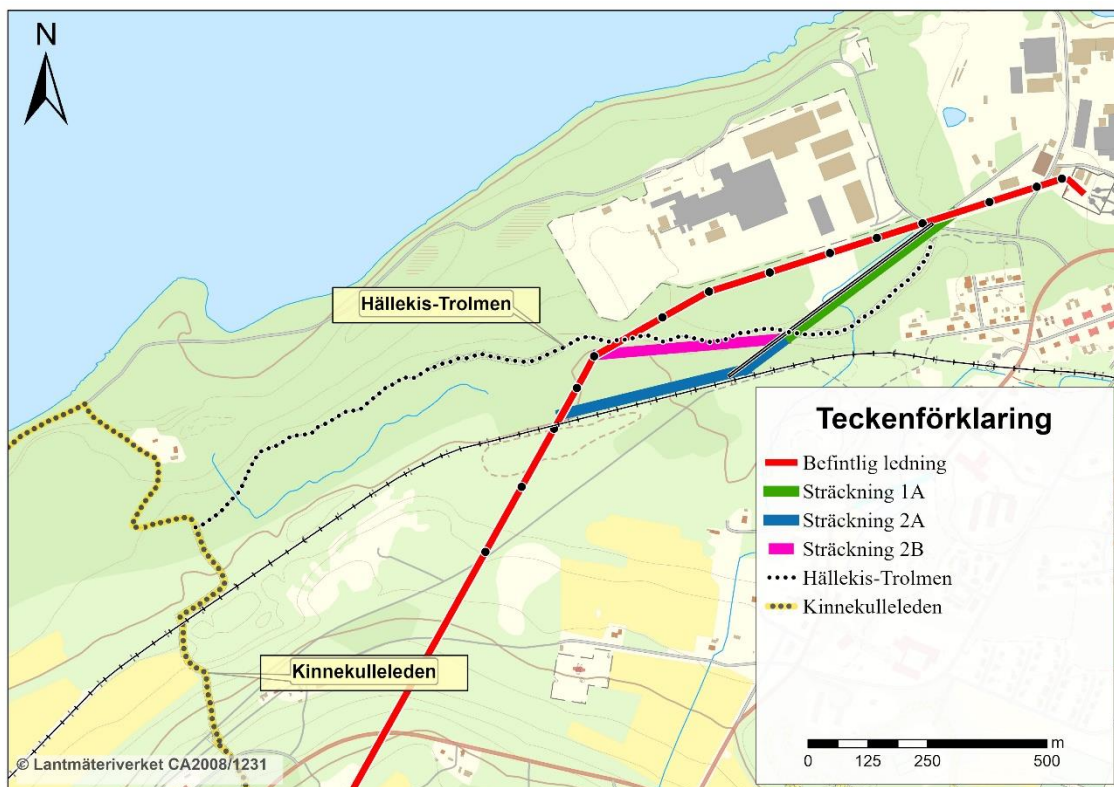 N
Hällekis-Trolmen
Kinnekulleleden
Teckenförklaring
Befintlig ledning
Sträckning 1A
Sträckning 2A
Sträckning 2B
Hällekis-Trolmen
Kinnekulleleden
m
0 125 250 500
© Lantmäteriverket CA2008/1231